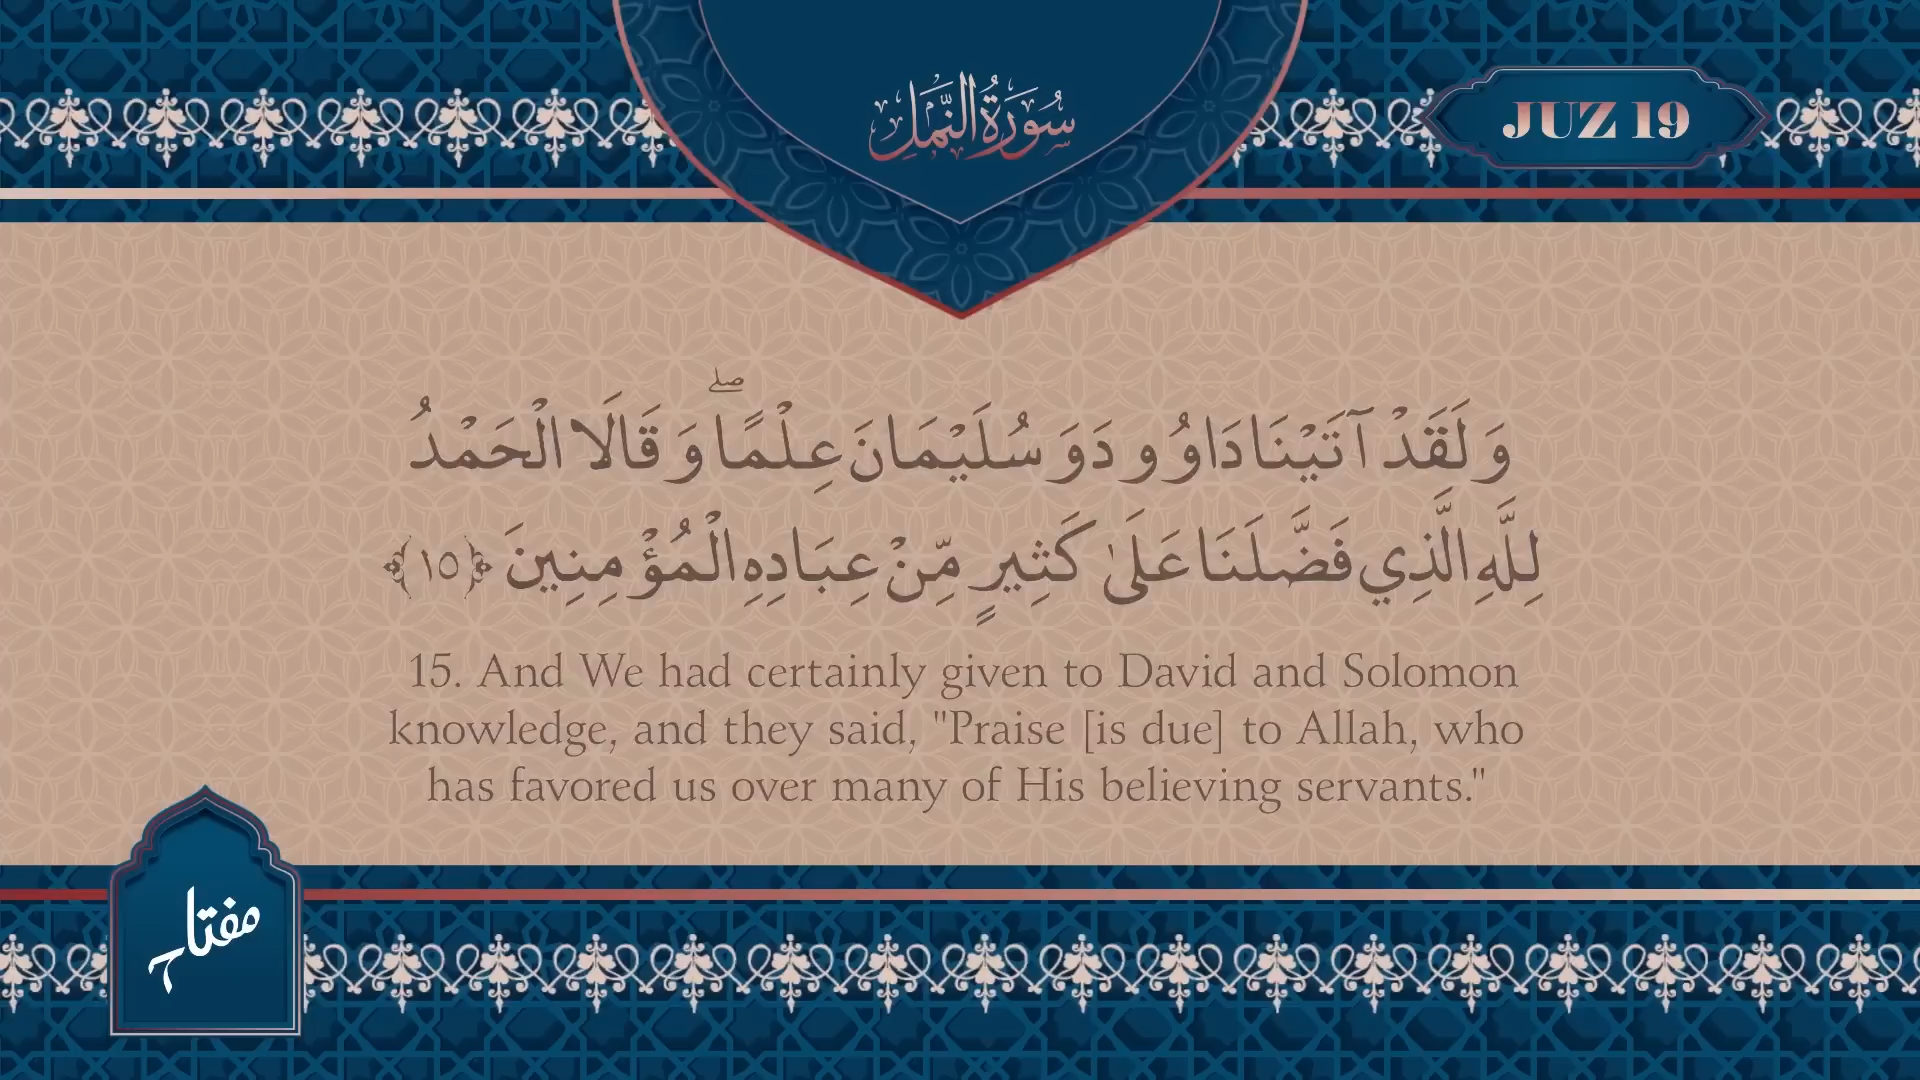 سُورَةُ النَّمل
JUZ 19
وَلَقَدْ آتَيْنَا دَاوُودَ وَسُلَيْمَانَ عِلْمًا ۖ وَقَالَا الْحَمْدُ
لِلَّهِ الَّذِي فَضَّلَنَا عَلَىٰ كَثِيرٍ مِّنْ عِبَادِهِ الْمُؤْمِنِينَ ﴿١٥﴾
15. And We had certainly given to David and Solomon
knowledge, and they said, "Praise [is due] to Allah, who
has favored us over many of His believing servants."
مفتاح